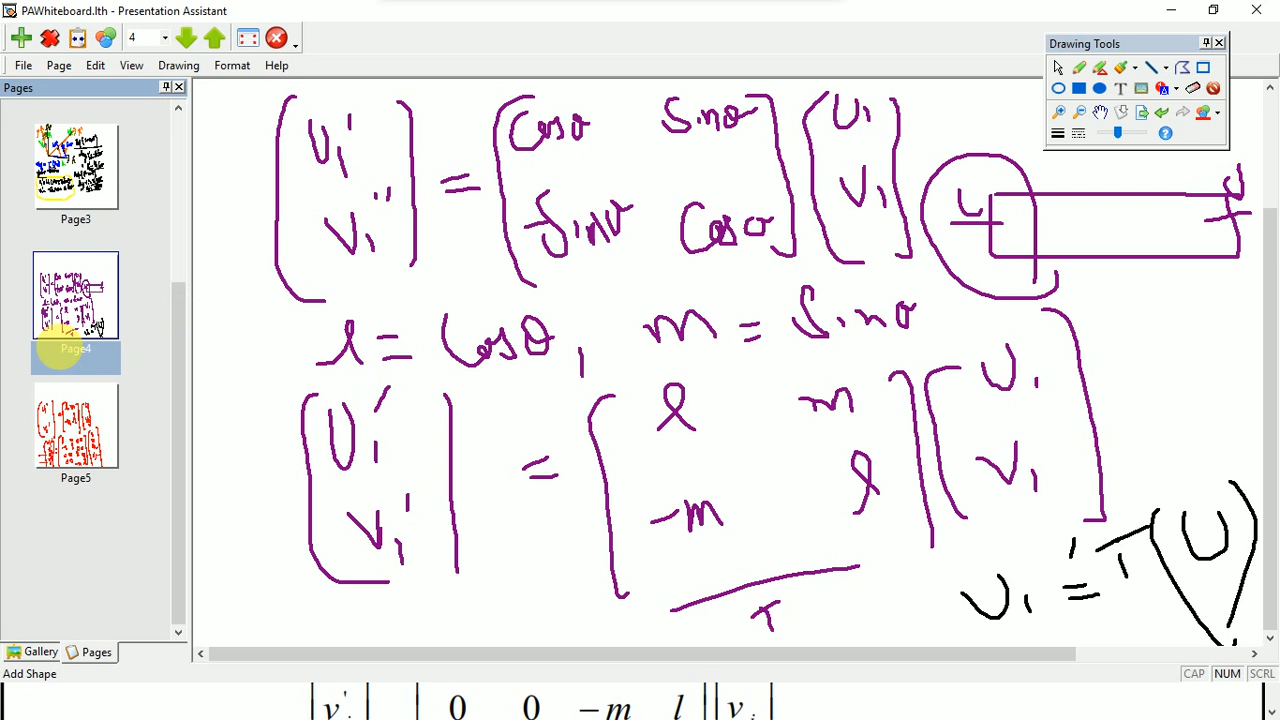 PAWhiteboard.lth - Presentation Assistant
4
File Page Edit View Drawing Format Help
Drawing Tools
Pages
Page3
Page4
Page5
Gallery Pages
Add Shape
CAP NUM SCRL
U₁' = Cosθ Sinθ U₁
V₁' -Sinθ Cosθ V₁
i j
l = Cosθ, m = Sinθ
U₁' = l m U₁
V₁' -m l V₁
T
U₁' = T U
v' 0 0 -m l v